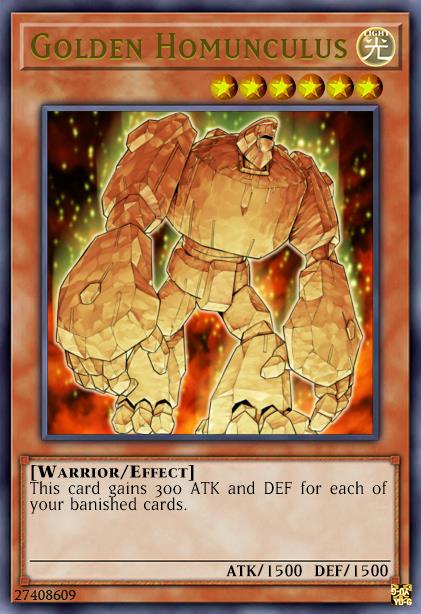 Golden Homunculus
LIGHT
光
[Warrior/Effect]
This card gains 300 ATK and DEF for each of
your banished cards.
ATK/1500 DEF/1500
27408609